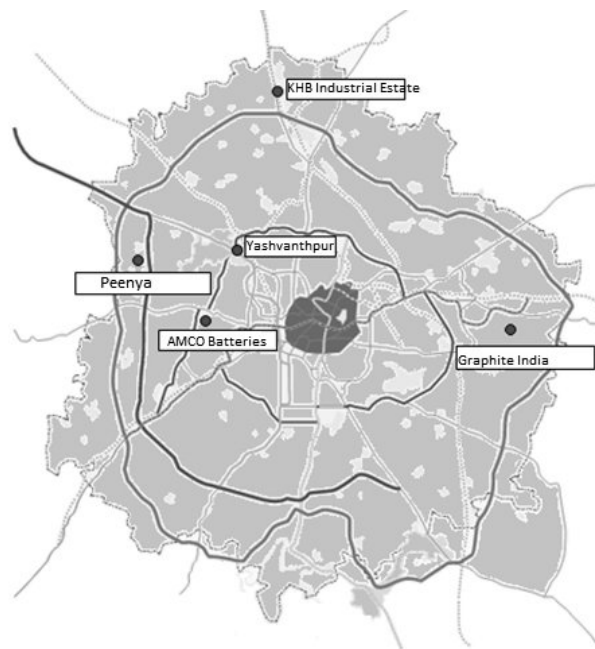 KHB Industrial Estate
Yashvanthpur
Peenya
AMCO Batteries
Graphite India